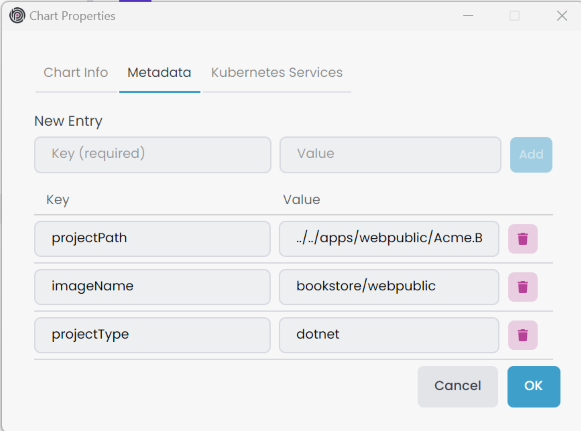 Chart Properties
Chart Info Metadata Kubernetes Services
New Entry
Key (required) Value Add
Key Value
projectPath ../../apps/webpublic/Acme.B
imageName bookstore/webpublic
projectType dotnet
Cancel OK